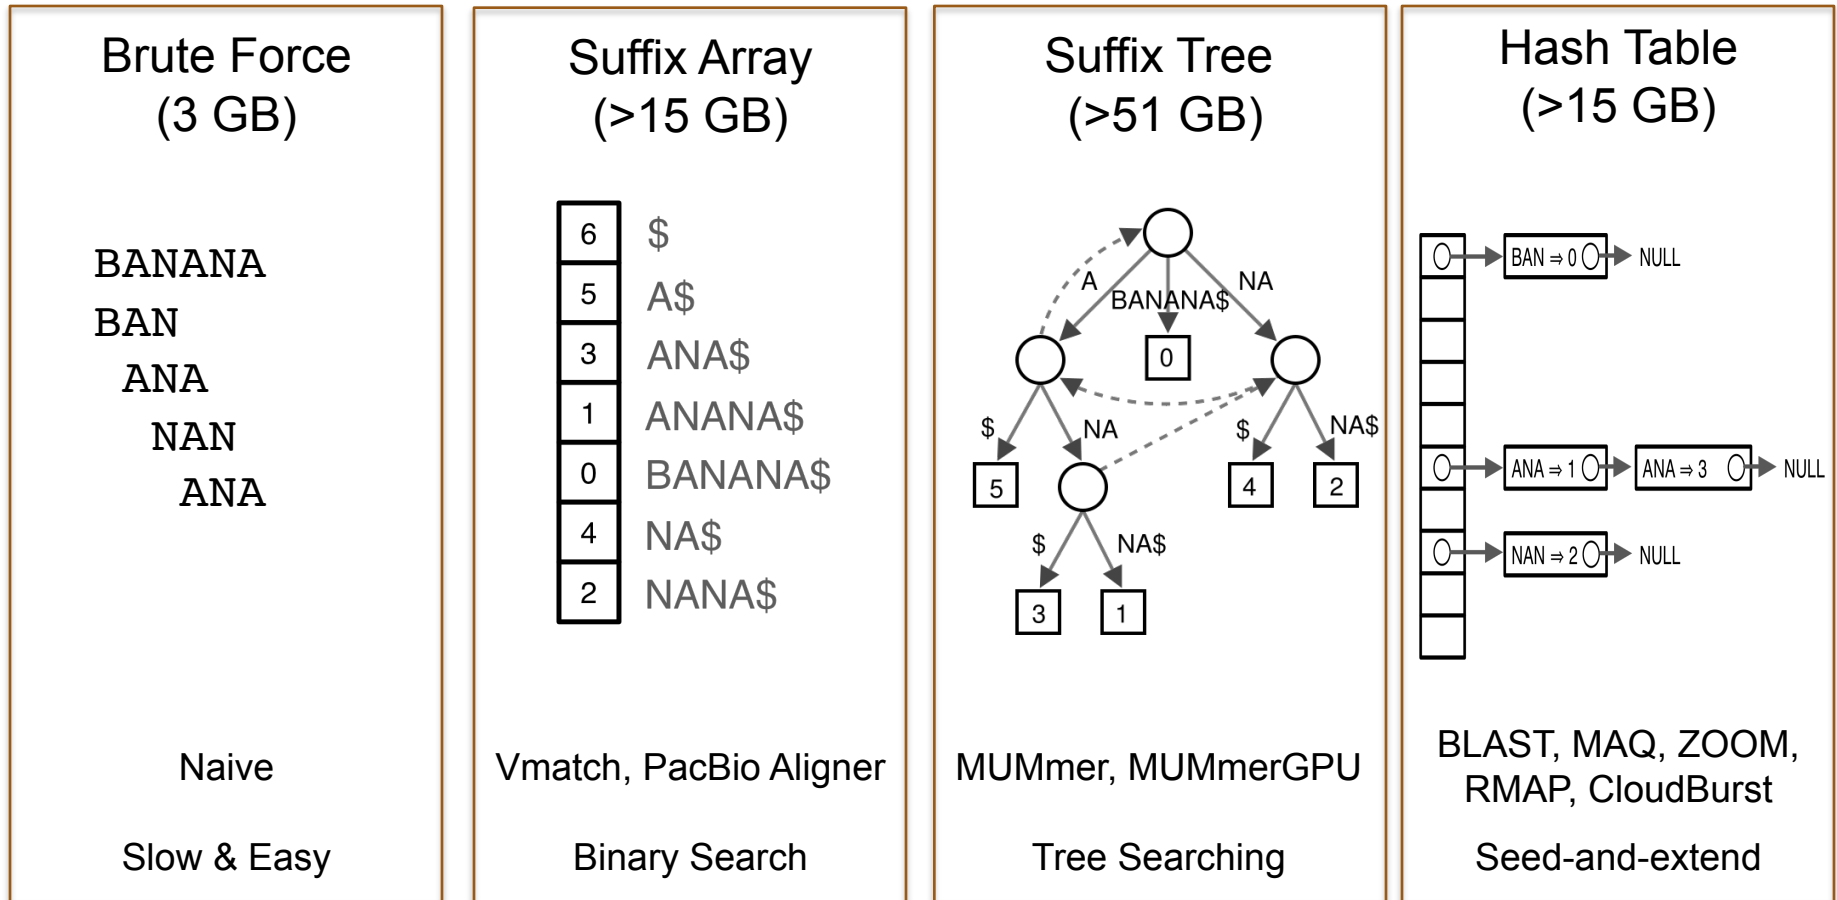 Brute Force
(3 GB)
BANANA
BAN
ANA
NAN
ANA
Naive
Slow & Easy
Suffix Array
(>15 GB)
6 $
5 A$
3 ANA$
1 ANANA$
0 BANANA$
4 NA$
2 NANA$
Vmatch, PacBio Aligner
Binary Search
Suffix Tree
(>51 GB)
A BANANA$ NA
0
$ NA $ NA$
5 4 2
$ NA$
3 1
MUMmer, MUMmerGPU
Tree Searching
Hash Table
(>15 GB)
BAN ⇒ 0 NULL
ANA ⇒ 1 ANA ⇒ 3 NULL
NAN ⇒ 2 NULL
BLAST, MAQ, ZOOM,
RMAP, CloudBurst
Seed-and-extend